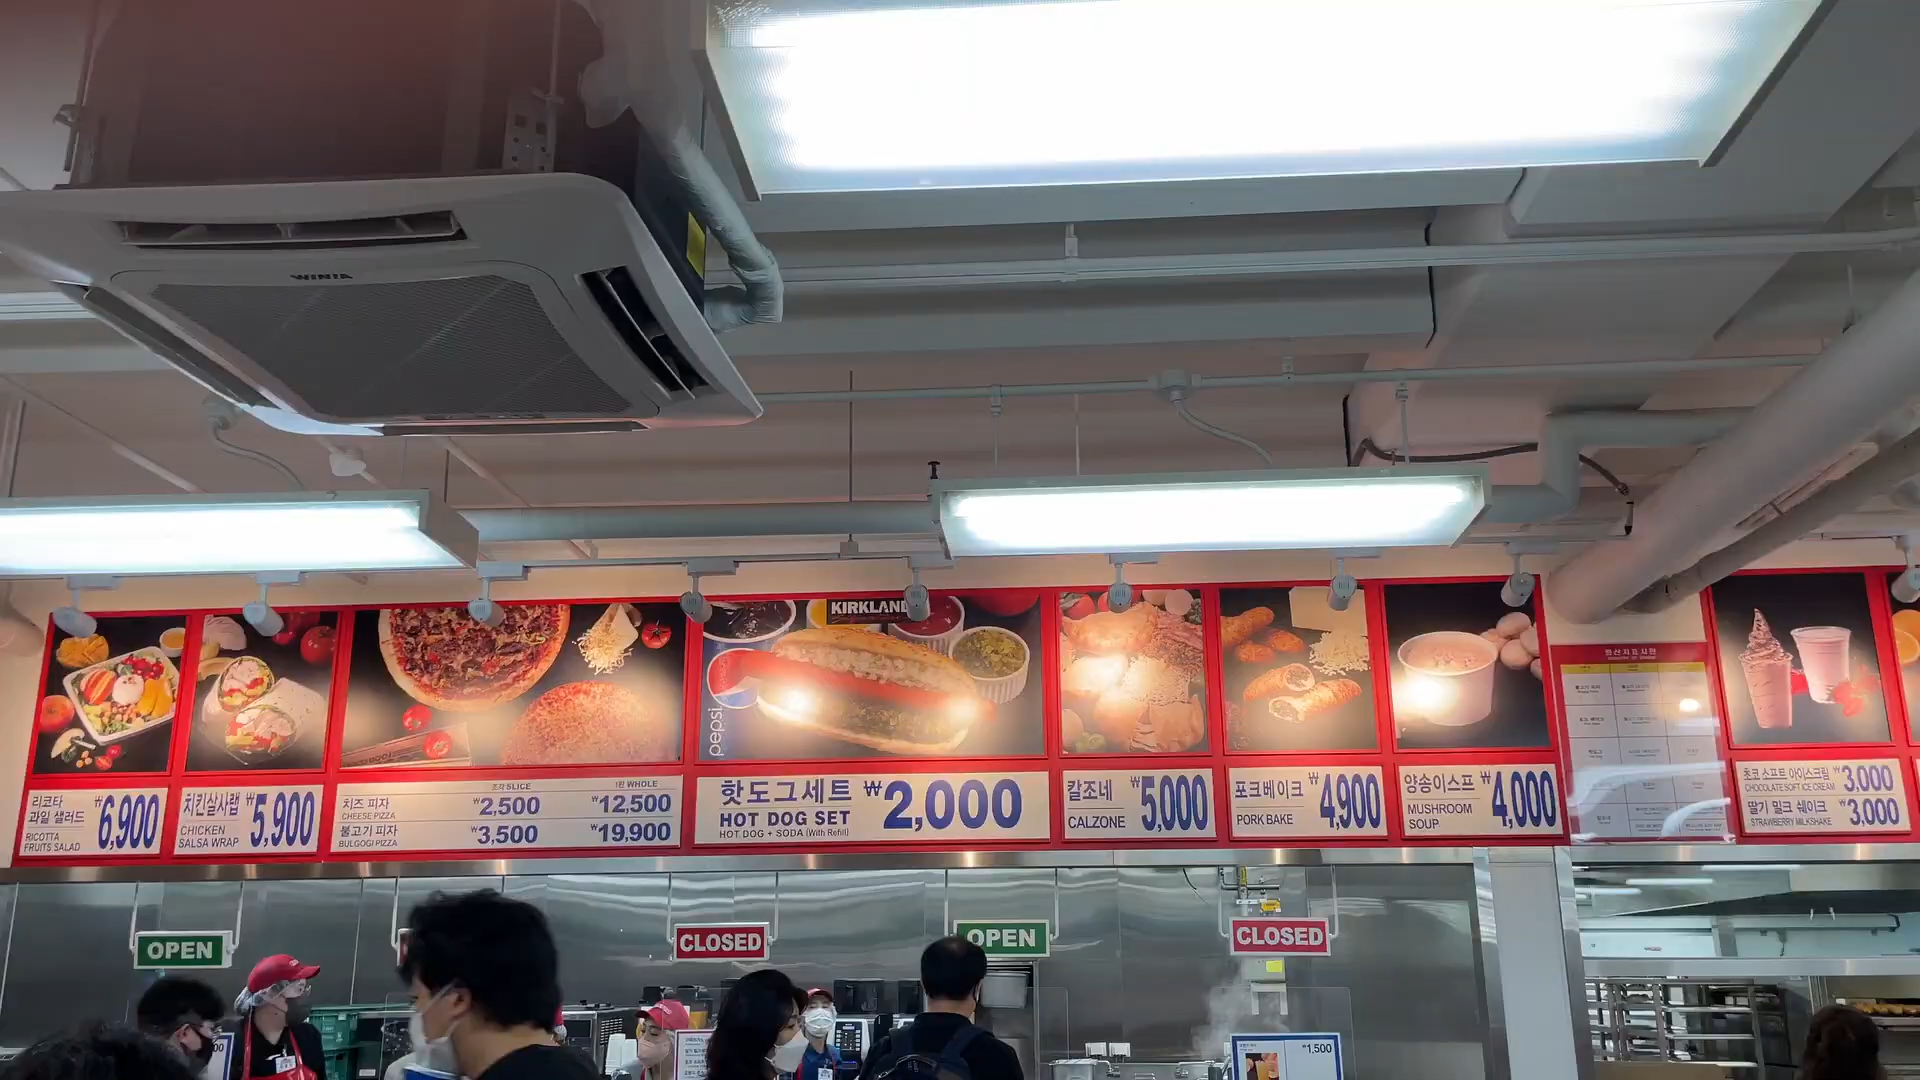 WINIA
KIRKLAND
pepsi
리코타
과일 샐러드
RICOTTA
FRUITS SALAD
₩6,900
치킨살사랩
CHICKEN
SALSA WRAP
₩5,900
조각 SLICE
1판 WHOLE
치즈 피자
CHEESE PIZZA
₩2,500
₩12,500
불고기 피자
BULGOGI PIZZA
₩3,500
₩19,900
핫도그세트
HOT DOG SET
HOT DOG + SODA (With Refill)
₩2,000
칼조네
CALZONE
₩5,000
포크베이크
PORK BAKE
₩4,900
양송이스프
MUSHROOM
SOUP
₩4,000
원산지표시판
초코 소프트 아이스크림
CHOCOLATE SOFT ICE CREAM
₩3,000
딸기 밀크 쉐이크
STRAWBERRY MILKSHAKE
₩3,000
OPEN
CLOSED
OPEN
CLOSED
₩1,500